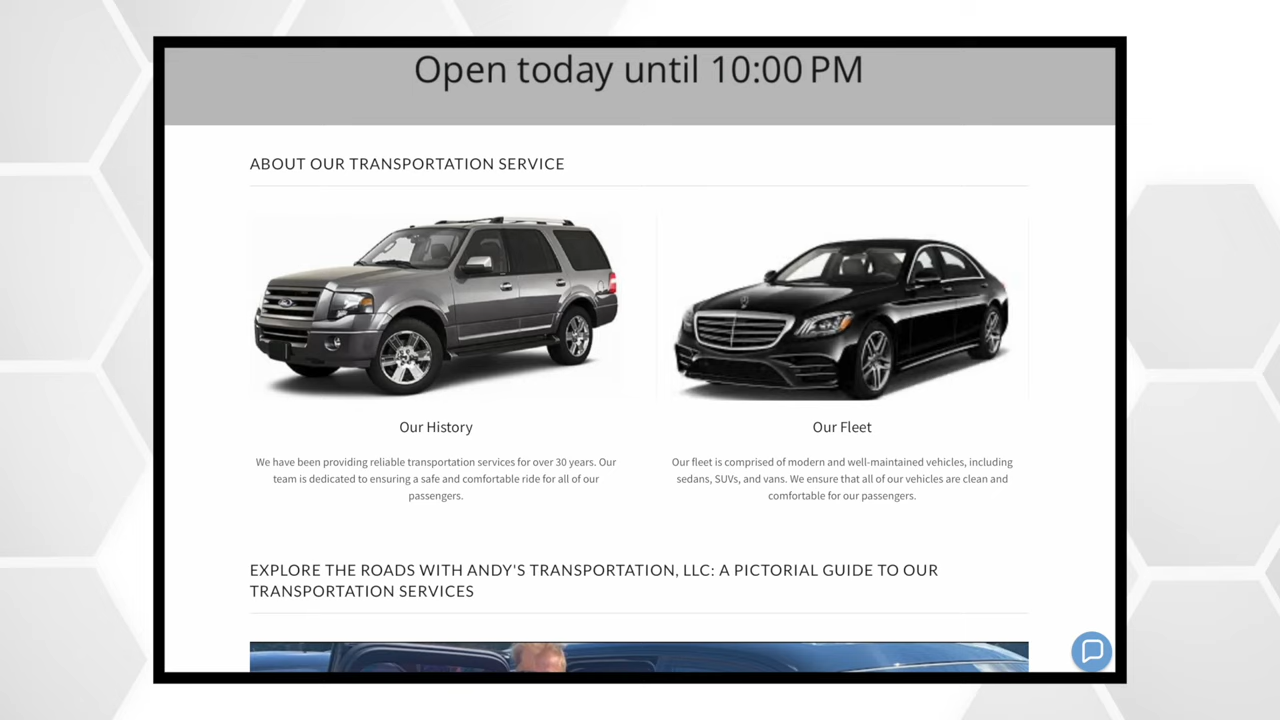 Open today until 10:00 PM
ABOUT OUR TRANSPORTATION SERVICE
Our History
We have been providing reliable transportation services for over 30 years. Our
team is dedicated to ensuring a safe and comfortable ride for all of our
passengers.
Our Fleet
Our fleet is comprised of modern and well-maintained vehicles, including
sedans, SUVs, and vans. We ensure that all of our vehicles are clean and
comfortable for our passengers.
EXPLORE THE ROADS WITH ANDY'S TRANSPORTATION, LLC: A PICTORIAL GUIDE TO OUR
TRANSPORTATION SERVICES